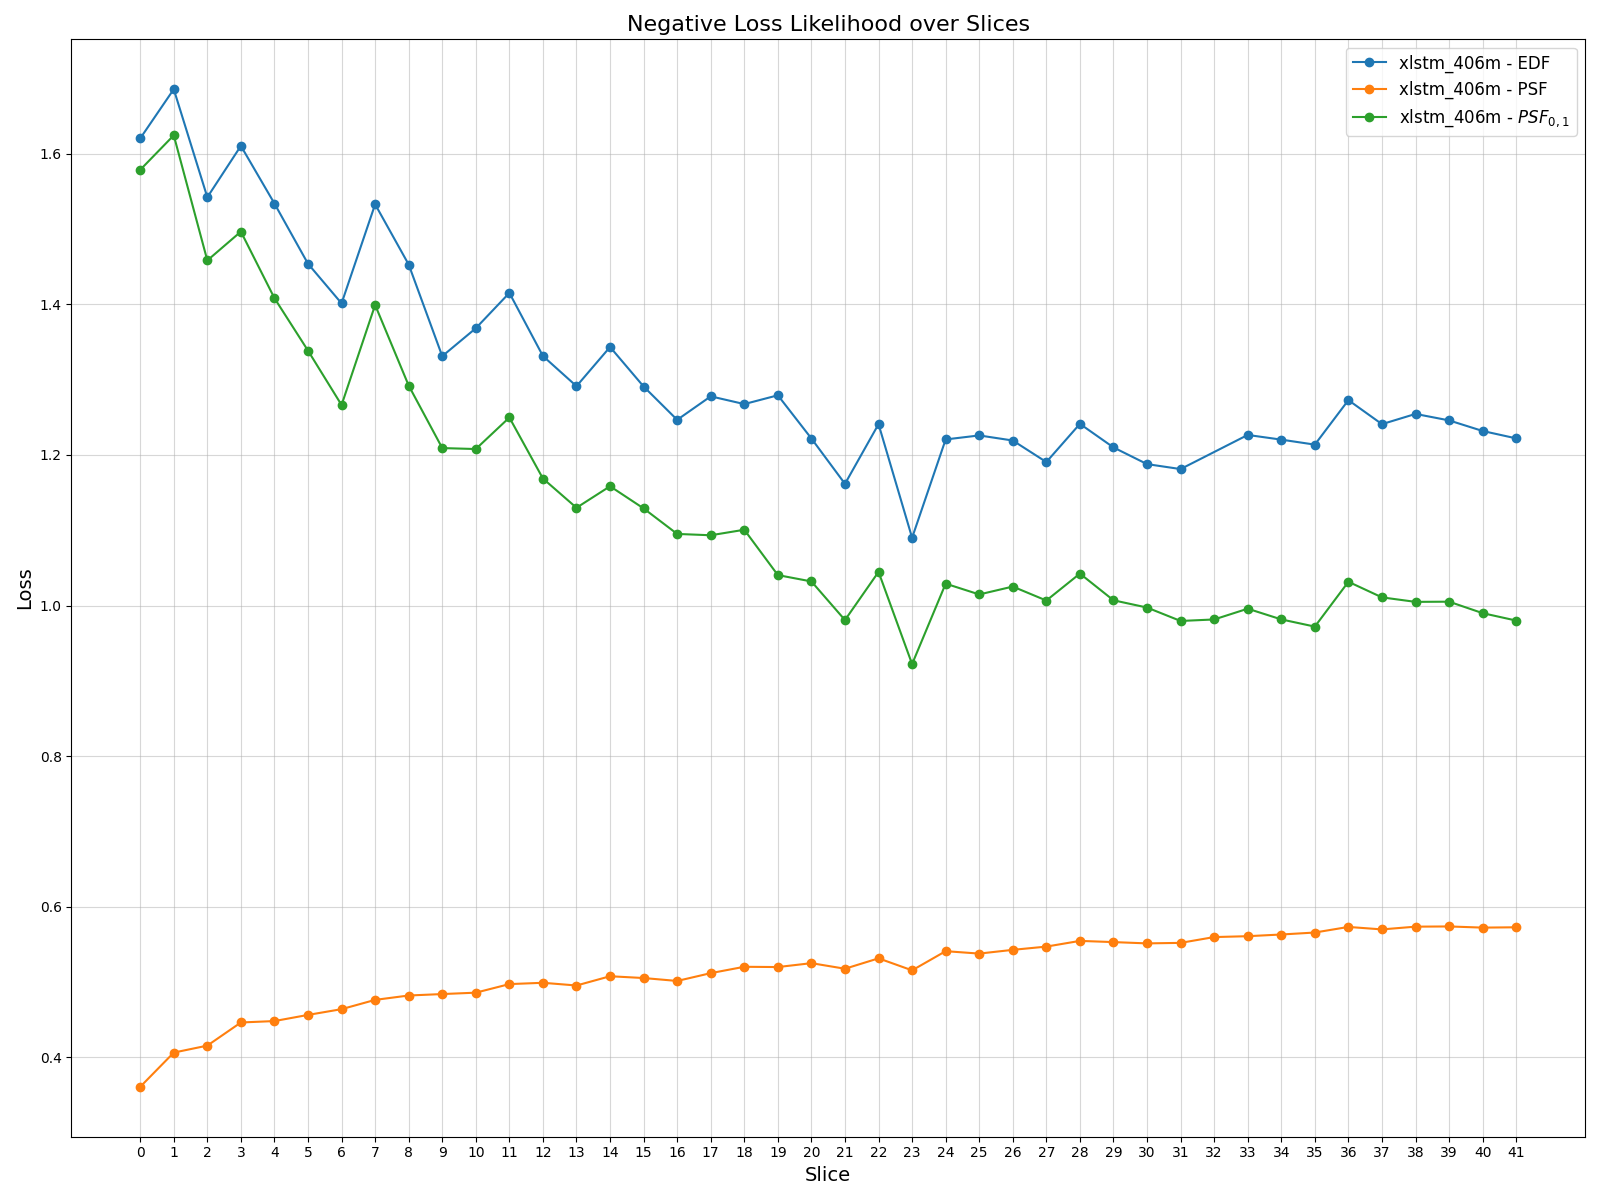 Negative Loss Likelihood over Slices
xlstm_406m - EDF
xlstm_406m - PSF
xlstm_406m - PSF0,1
1.6
1.4
1.2
1.0
0.8
0.6
0.4
Loss
0 1 2 3 4 5 6 7 8 9 10 11 12 13 14 15 16 17 18 19 20 21 22 23 24 25 26 27 28 29 30 31 32 33 34 35 36 37 38 39 40 41
Slice